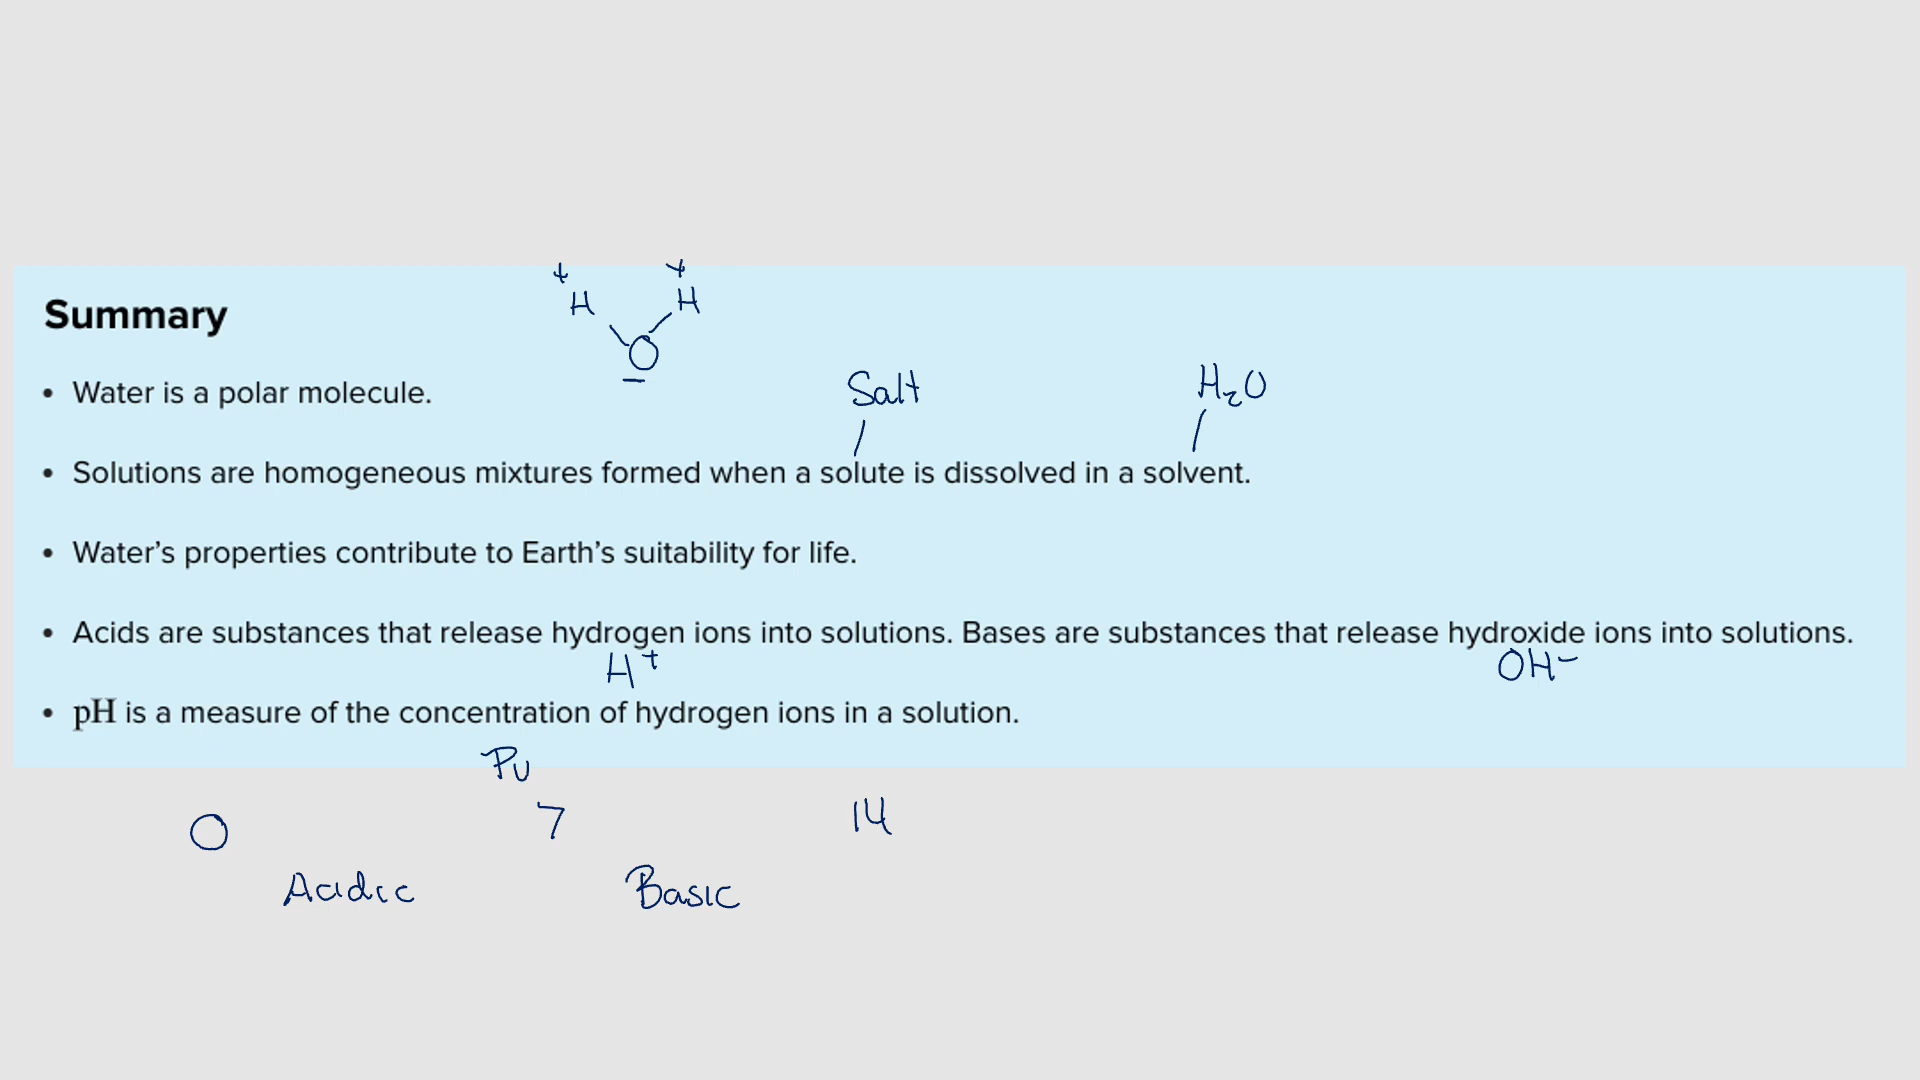 + +
H H
O
−
Summary
• Water is a polar molecule.
Salt H₂O
• Solutions are homogeneous mixtures formed when a solute is dissolved in a solvent.
• Water’s properties contribute to Earth’s suitability for life.
• Acids are substances that release hydrogen ions into solutions. Bases are substances that release hydroxide ions into solutions.
H⁺ OH⁻
• pH is a measure of the concentration of hydrogen ions in a solution.
0 7 14
Acidic Basic